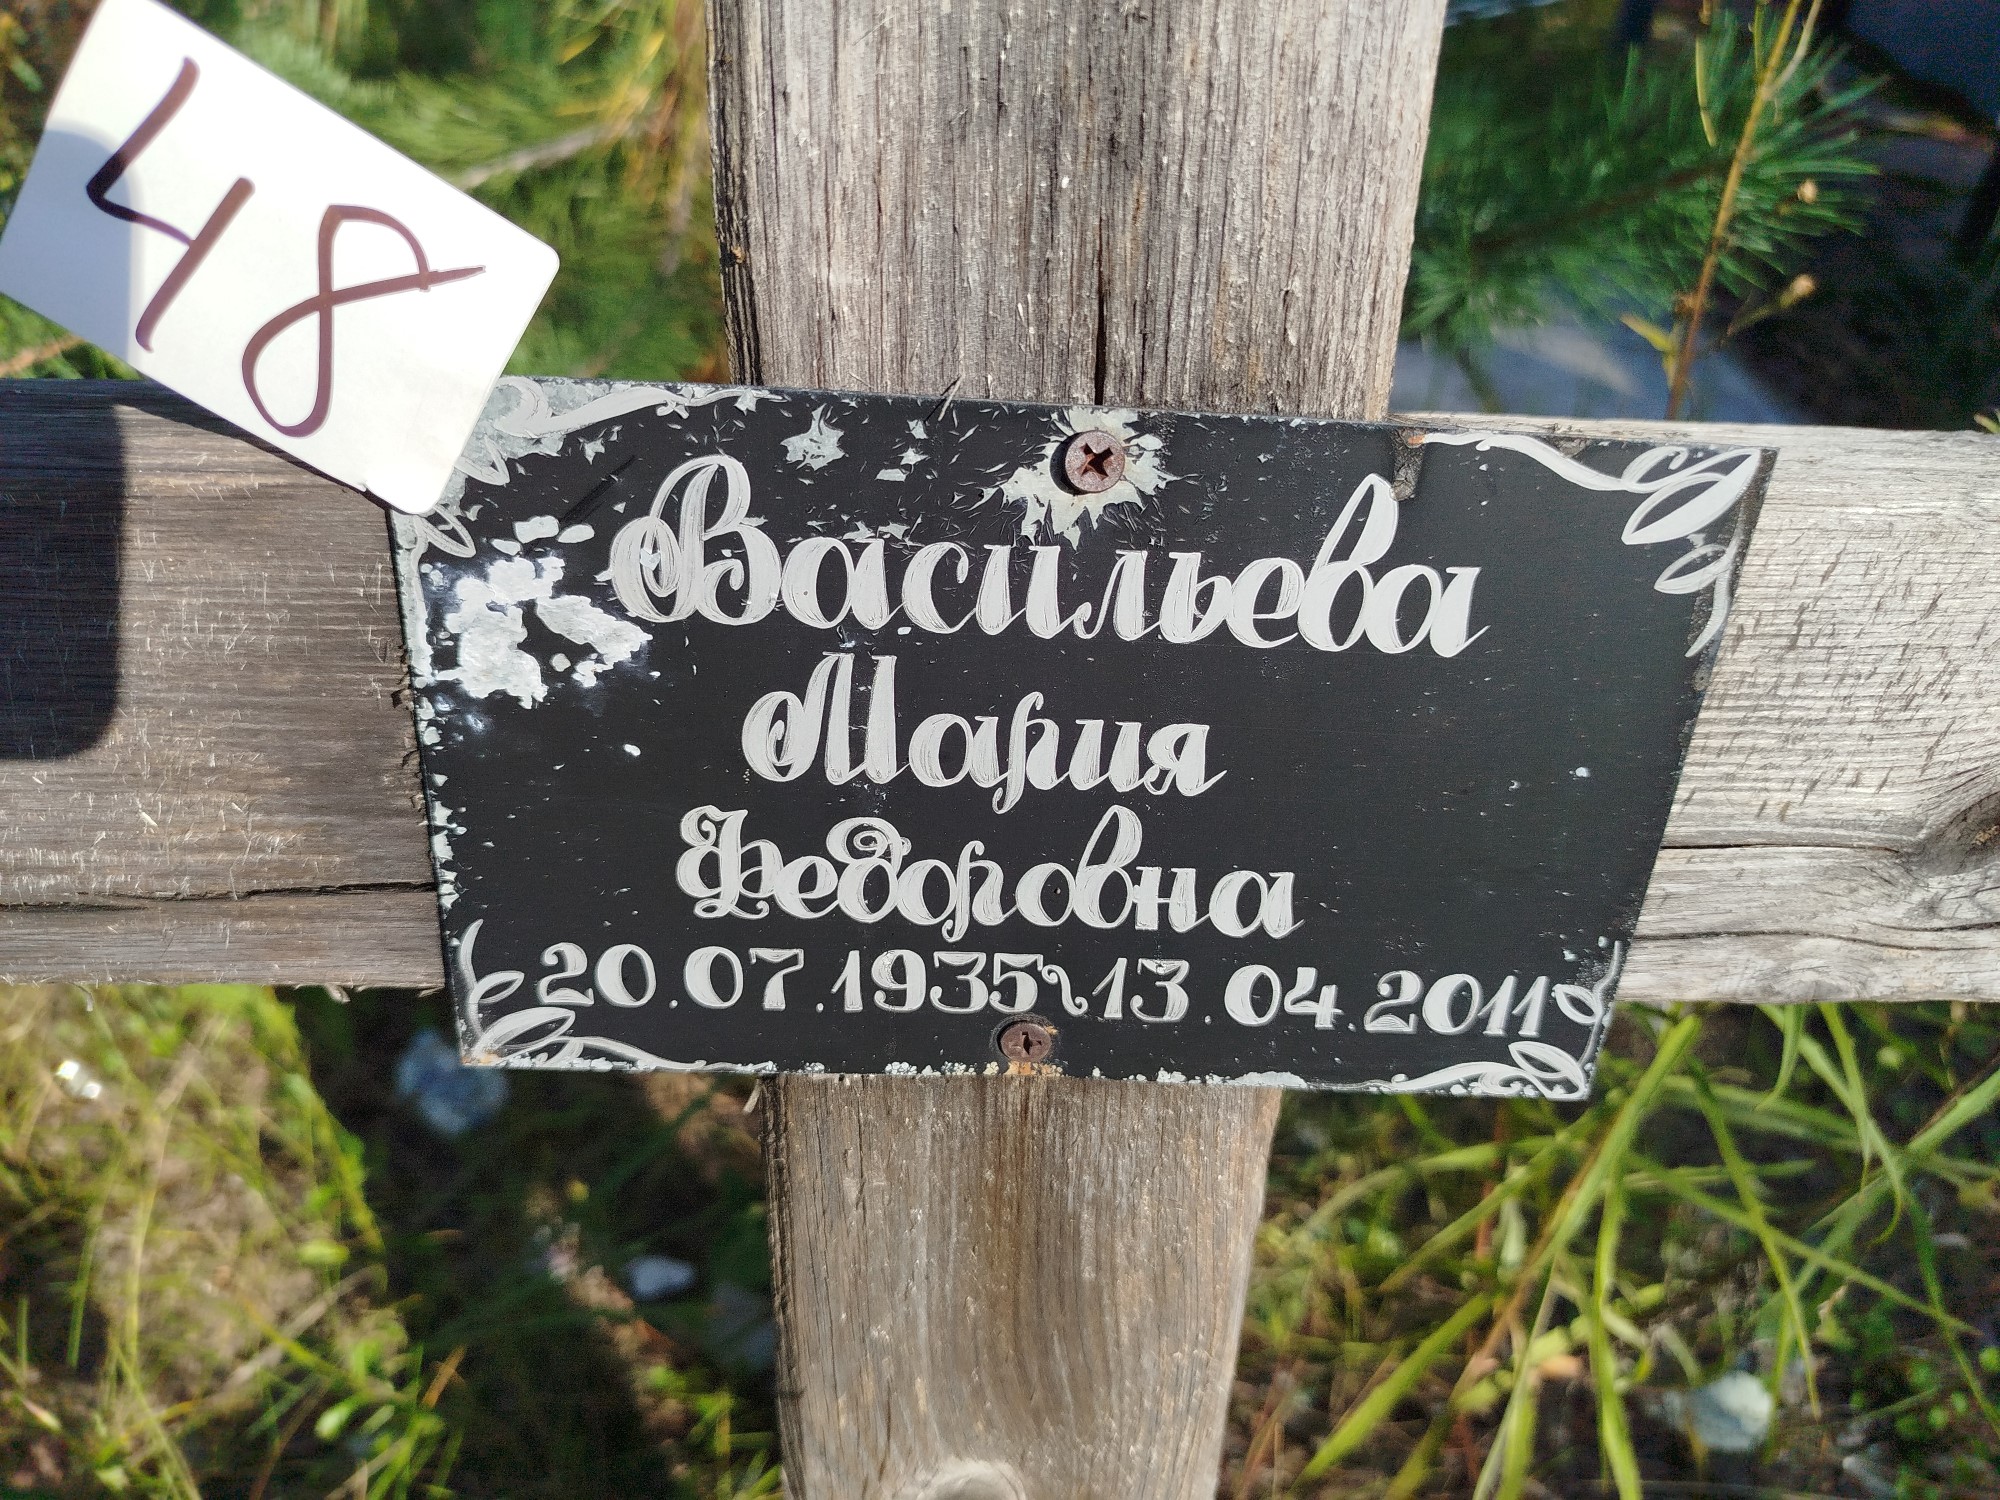 48
Васильева
Мария
Федоровна
20.07.1935~13.04.2011